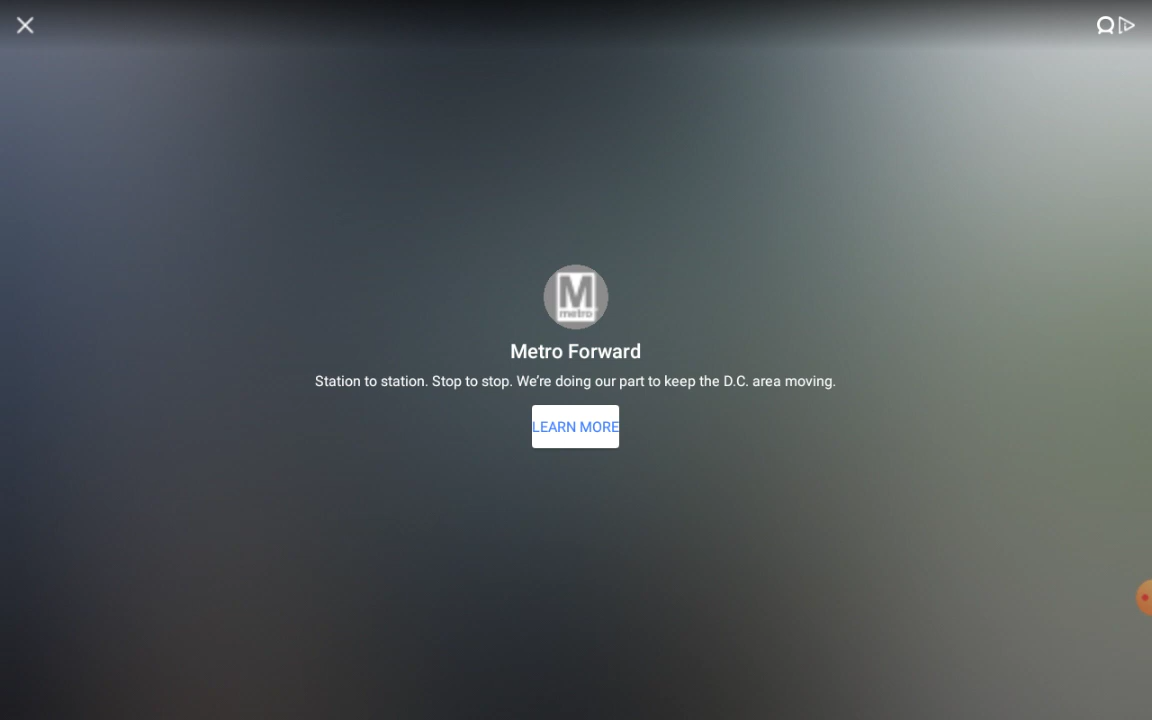 M
metro
Metro Forward
Station to station. Stop to stop. We're doing our part to keep the D.C. area moving.
LEARN MORE